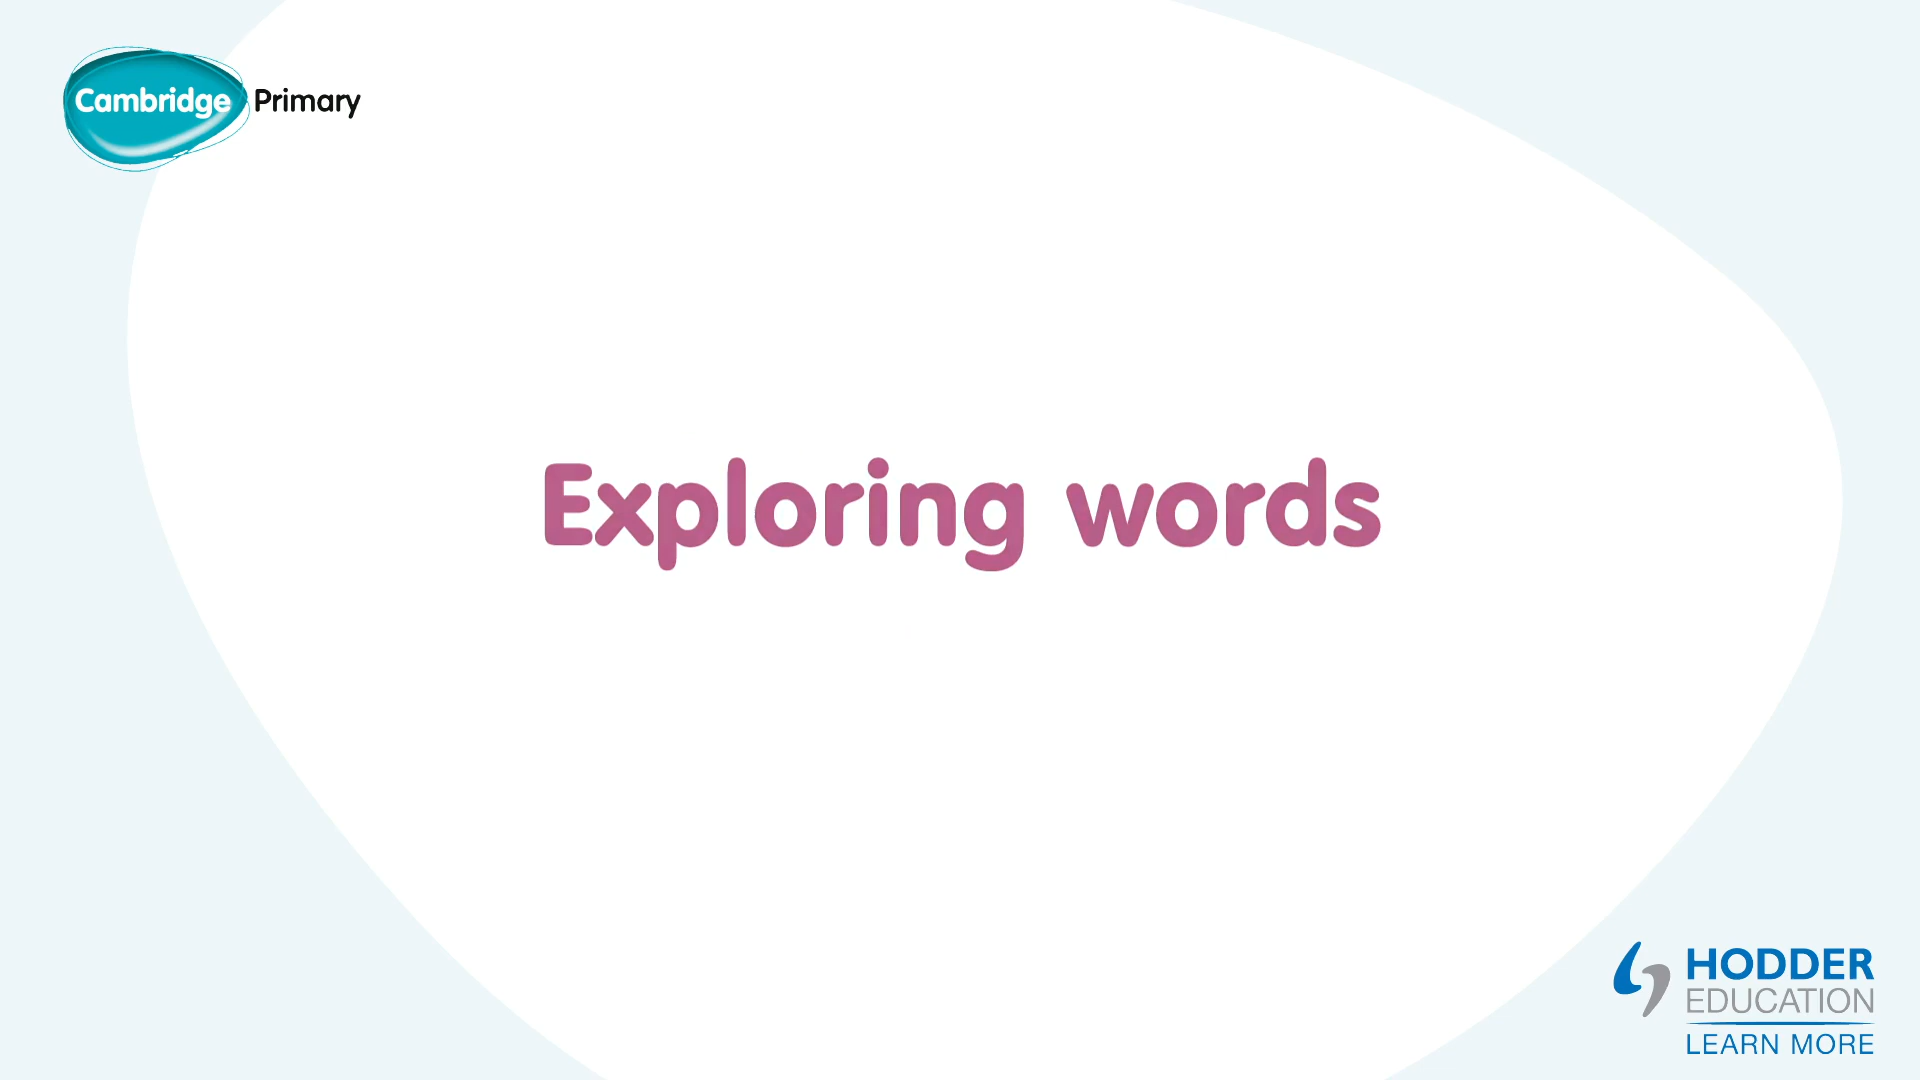 Cambridge Primary
Exploring words
HODDER
EDUCATION
LEARN MORE